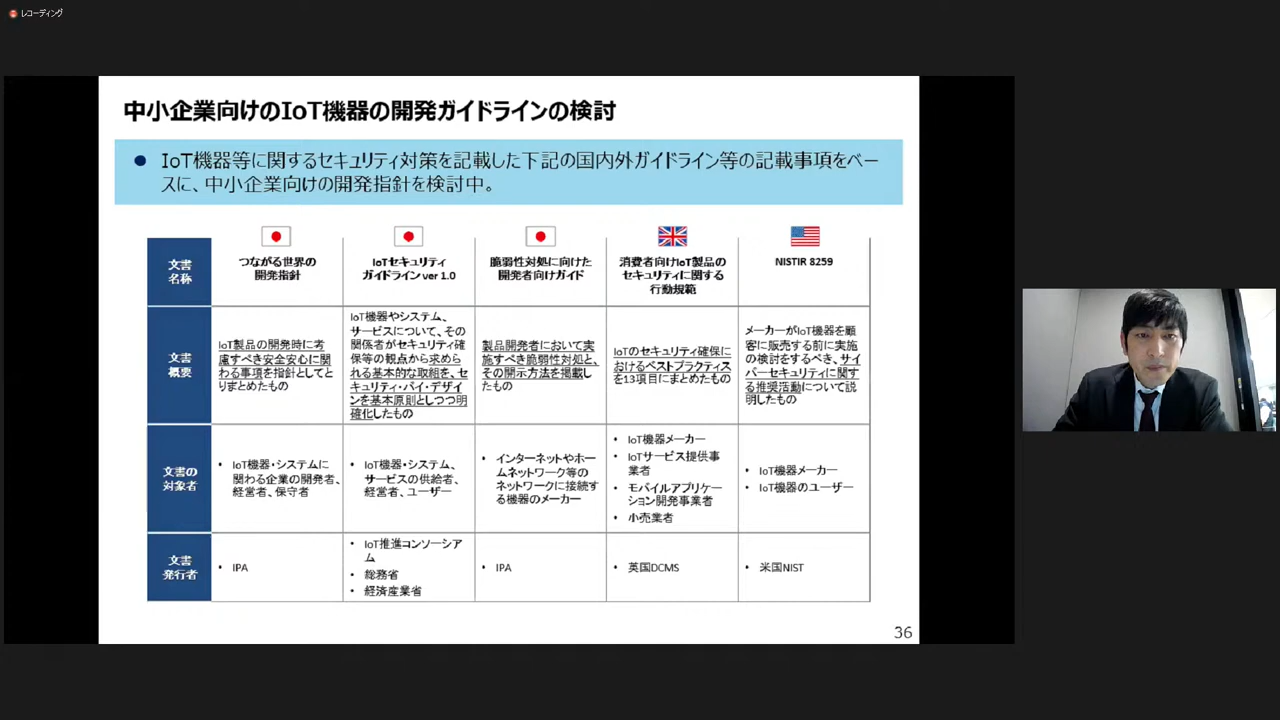 レコーディング
中小企業向けのIoT機器の開発ガイドラインの検討
● IoT機器等に関するセキュリティ対策を記載した下記の国内外ガイドライン等の記載事項をベー
スに、中小企業向けの開発指針を検討中。
文書
名称
つながる世界の
開発指針
IoTセキュリティ
ガイドライン ver 1.0
脆弱性対処に向けた
開発者向けガイド
消費者向けIoT製品の
セキュリティに関する
行動規範
NISTIR 8259
文書
概要
IoT製品の開発時に考
慮すべき安全安心に関
わる事項を指針としてと
りまとめたもの
IoT機器やシステム、
サービスについて、その
関係者がセキュリティ確
保等の観点から求めら
れる基本的な取組を、セ
キュリティ・バイ・デザイ
ンを基本原則としつつ明
確化したもの
製品開発者において実
施すべき脆弱性対処と、
その開示方法を掲載し
たもの
IoTのセキュリティ確保に
おけるベストプラクティス
を13項目にまとめたもの
メーカーがIoT機器を顧
客に販売する前に実施
の検討をするべき、サイ
バーセキュリティに関す
る推奨活動について説
明したもの
文書の
対象者
• IoT機器・システムに
関わる企業の開発者、
経営者、保守者
• IoT機器・システム、
サービスの供給者、
経営者、ユーザー
• インターネットやホー
ムネットワーク等の
ネットワークに接続す
る機器のメーカー
• IoT機器メーカー
• IoTサービス提供事
業者
• モバイルアプリケー
ション開発事業者
• 小売業者
• IoT機器メーカー
• IoT機器のユーザー
文書
発行者
• IPA
• IoT推進コンソーシア
ム
• 総務省
• 経済産業省
• IPA
• 英国DCMS
• 米国NIST
36